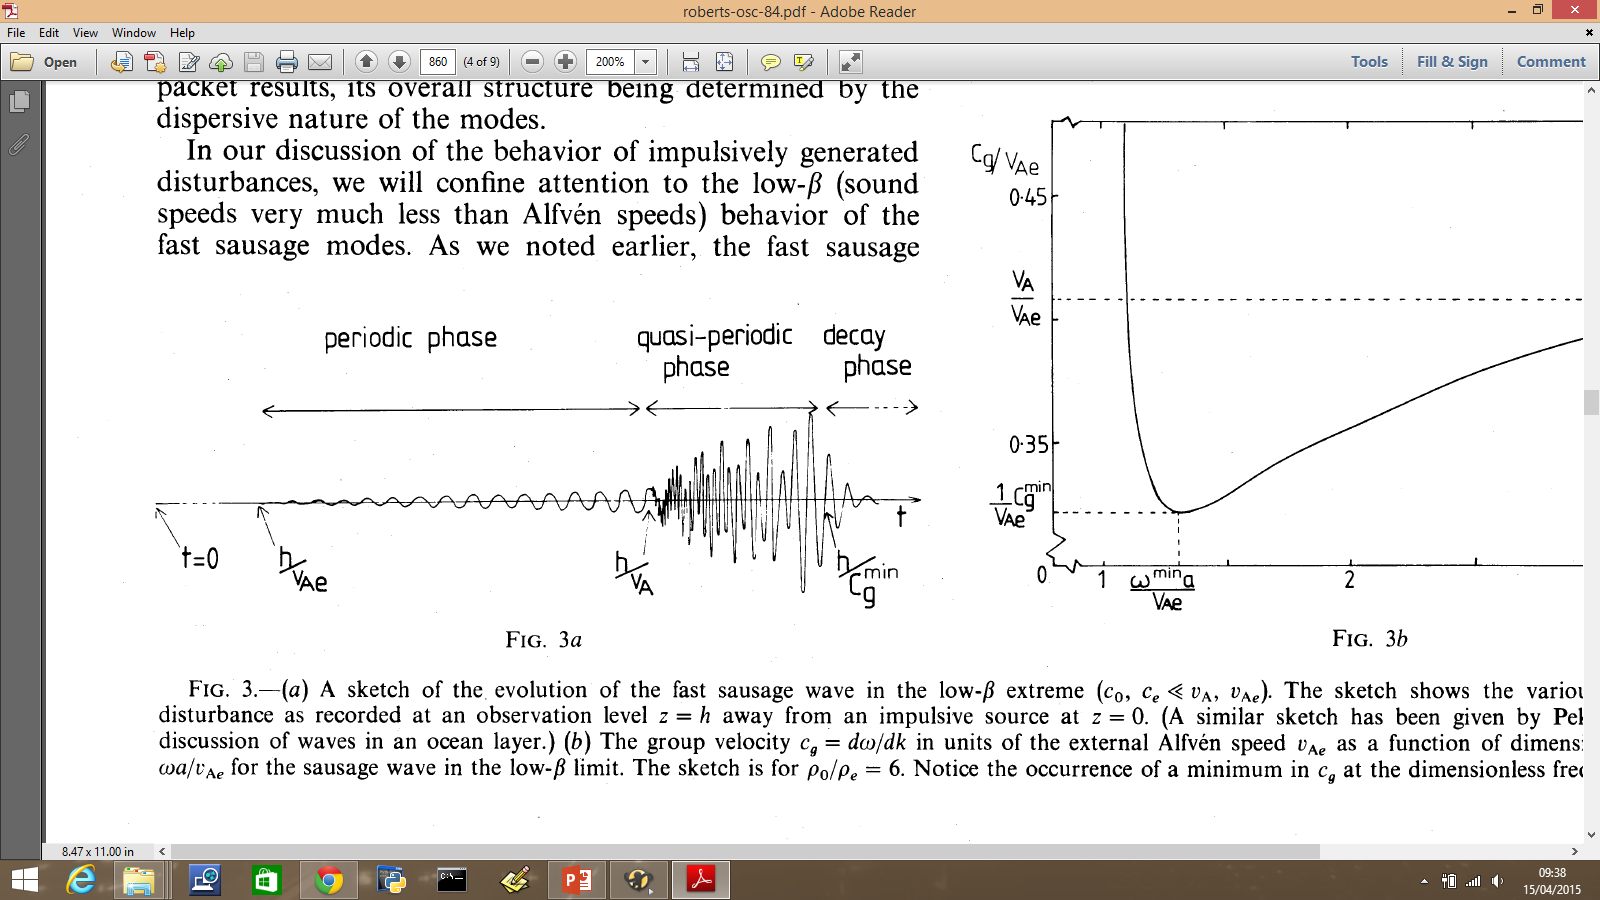 roberts-osc-84.pdf - Adobe Reader
File Edit View Window Help
Open 860 (4 of 9) 200% Tools Fill & Sign Comment
packet results, its overall structure being determined by the
dispersive nature of the modes.
In our discussion of the behavior of impulsively generated
disturbances, we will confine attention to the low-β (sound
speeds very much less than Alfvén speeds) behavior of the
fast sausage modes. As we noted earlier, the fast sausage
periodic phase
quasi-periodic phase
decay phase
t=0
h/VAe
h/VA
h/Cg min
t
FIG. 3a
Cg/VAe
0·45
VA/VAe
0·35
1/VAe Cg min
0
1
ω min a/VAe
2
FIG. 3b
FIG. 3.—(a) A sketch of the evolution of the fast sausage wave in the low-β extreme (c0, ce ≪ vA, vAe). The sketch shows the variou
disturbance as recorded at an observation level z = h away from an impulsive source at z = 0. (A similar sketch has been given by Pek
discussion of waves in an ocean layer.) (b) The group velocity cg = dω/dk in units of the external Alfvén speed vAe as a function of dimens
ωa/vAe for the sausage wave in the low-β limit. The sketch is for ρ0/ρe = 6. Notice the occurrence of a minimum in cg at the dimensionless fre
8.47 x 11.00 in
09:38
15/04/2015